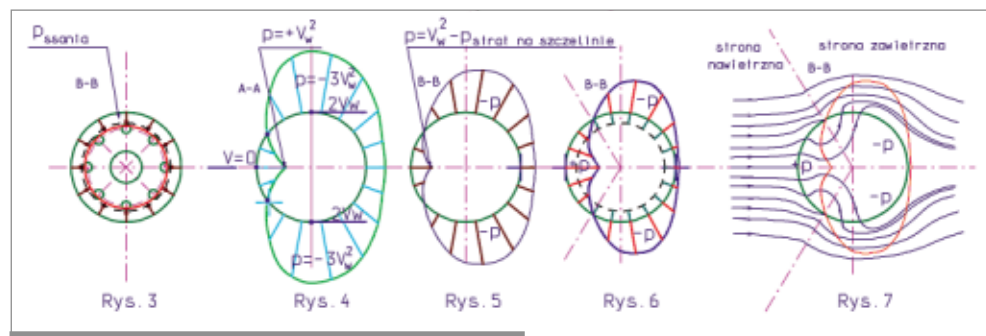 Pssania
B-B
Rys. 3
p=+Vw²
A-A
p=-3Vw²
2Vw
V=0
2Vw
p=-3Vw²
Rys. 4
p=Vw²-pstrat na szczelinie
B-B
-p
-p
Rys. 5
B-B
-p
+p
-p
Rys. 6
strona nawietrzna
strona zawietrzna
B-B
+p
-p
-p
Rys. 7